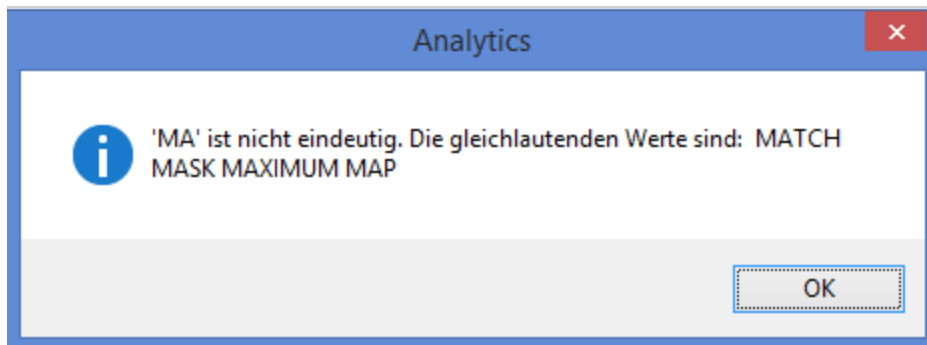 Analytics
'MA' ist nicht eindeutig. Die gleichlautenden Werte sind:  MATCH
MASK MAXIMUM MAP
OK